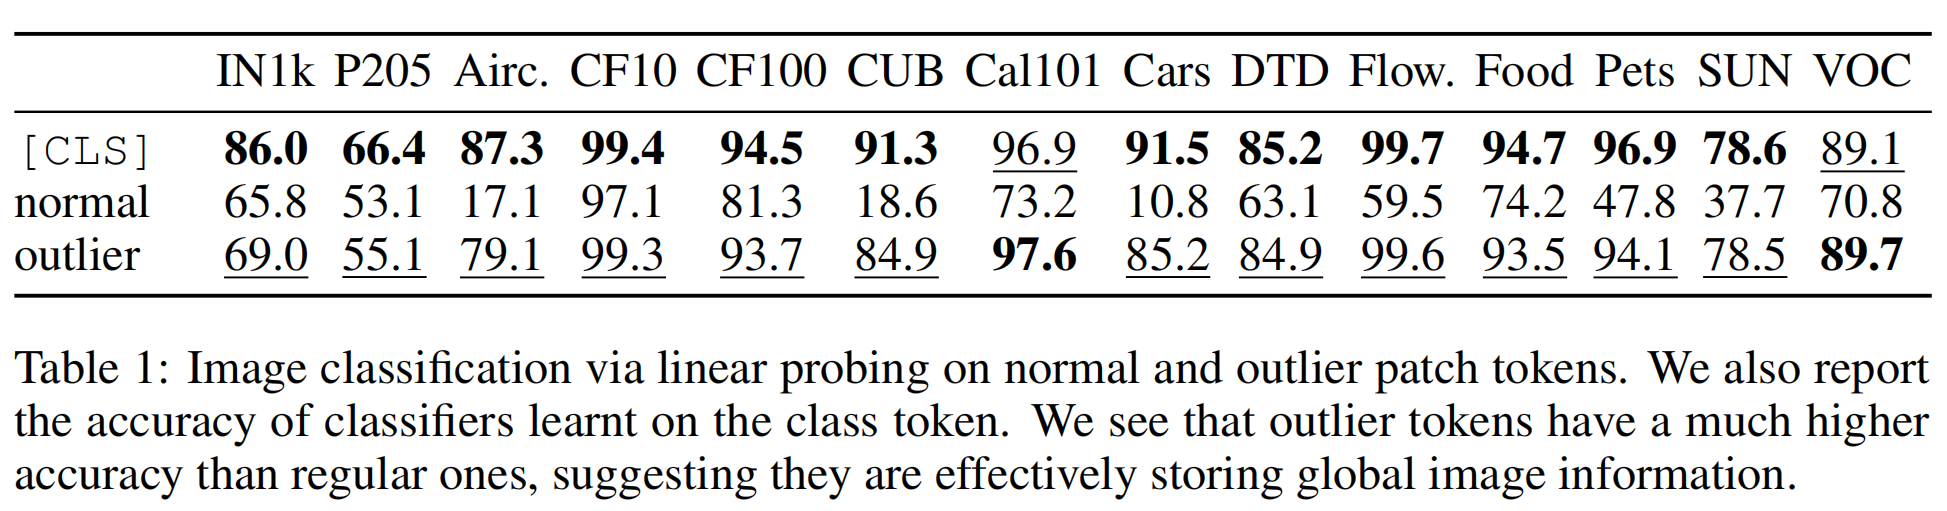 IN1k P205 Airc. CF10 CF100 CUB Cal101 Cars DTD Flow. Food Pets SUN VOC
[CLS] 86.0 66.4 87.3 99.4 94.5 91.3 96.9 91.5 85.2 99.7 94.7 96.9 78.6 89.1
normal 65.8 53.1 17.1 97.1 81.3 18.6 73.2 10.8 63.1 59.5 74.2 47.8 37.7 70.8
outlier 69.0 55.1 79.1 99.3 93.7 84.9 97.6 85.2 84.9 99.6 93.5 94.1 78.5 89.7
Table 1: Image classification via linear probing on normal and outlier patch tokens. We also report
the accuracy of classifiers learnt on the class token. We see that outlier tokens have a much higher
accuracy than regular ones, suggesting they are effectively storing global image information.